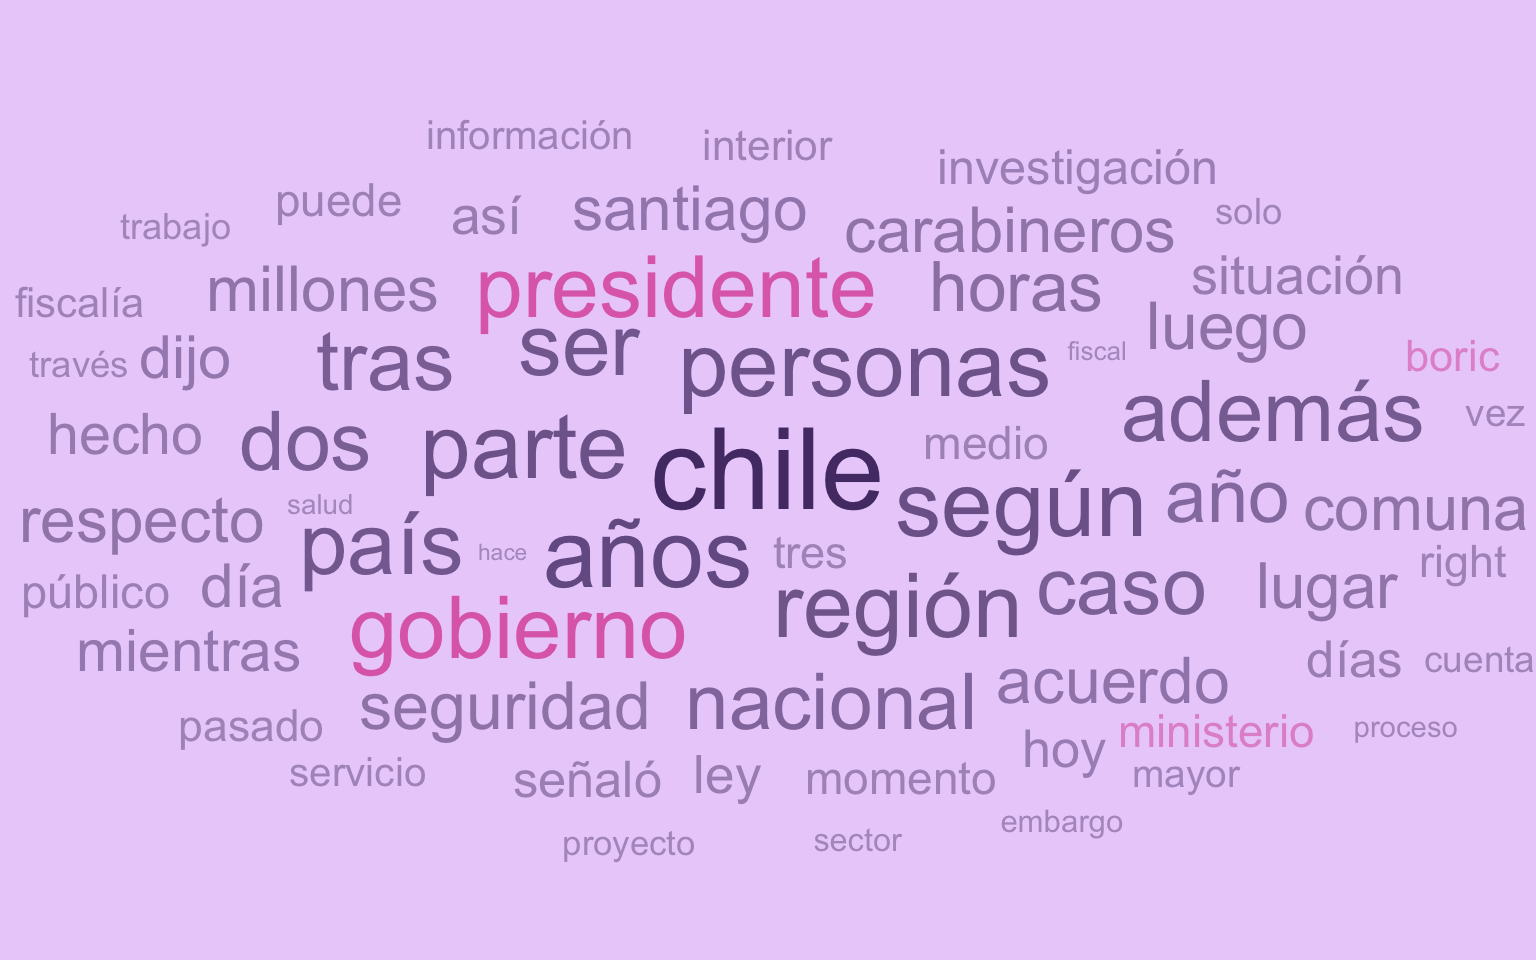 información
interior
investigación
puede
así
santiago
solo
trabajo
carabineros
fiscalía
millones
presidente
horas
situación
luego
través
dijo
tras
ser
personas
fiscal
boric
hecho
dos
parte
chile
medio
además
vez
respecto
salud
país
hace
años
según
año
comuna
tres
público
día
gobierno
región
caso
lugar
right
mientras
seguridad
nacional
acuerdo
días
cuenta
pasado
ministerio
proceso
servicio
señaló
ley
momento
hoy
mayor
proyecto
sector
embargo